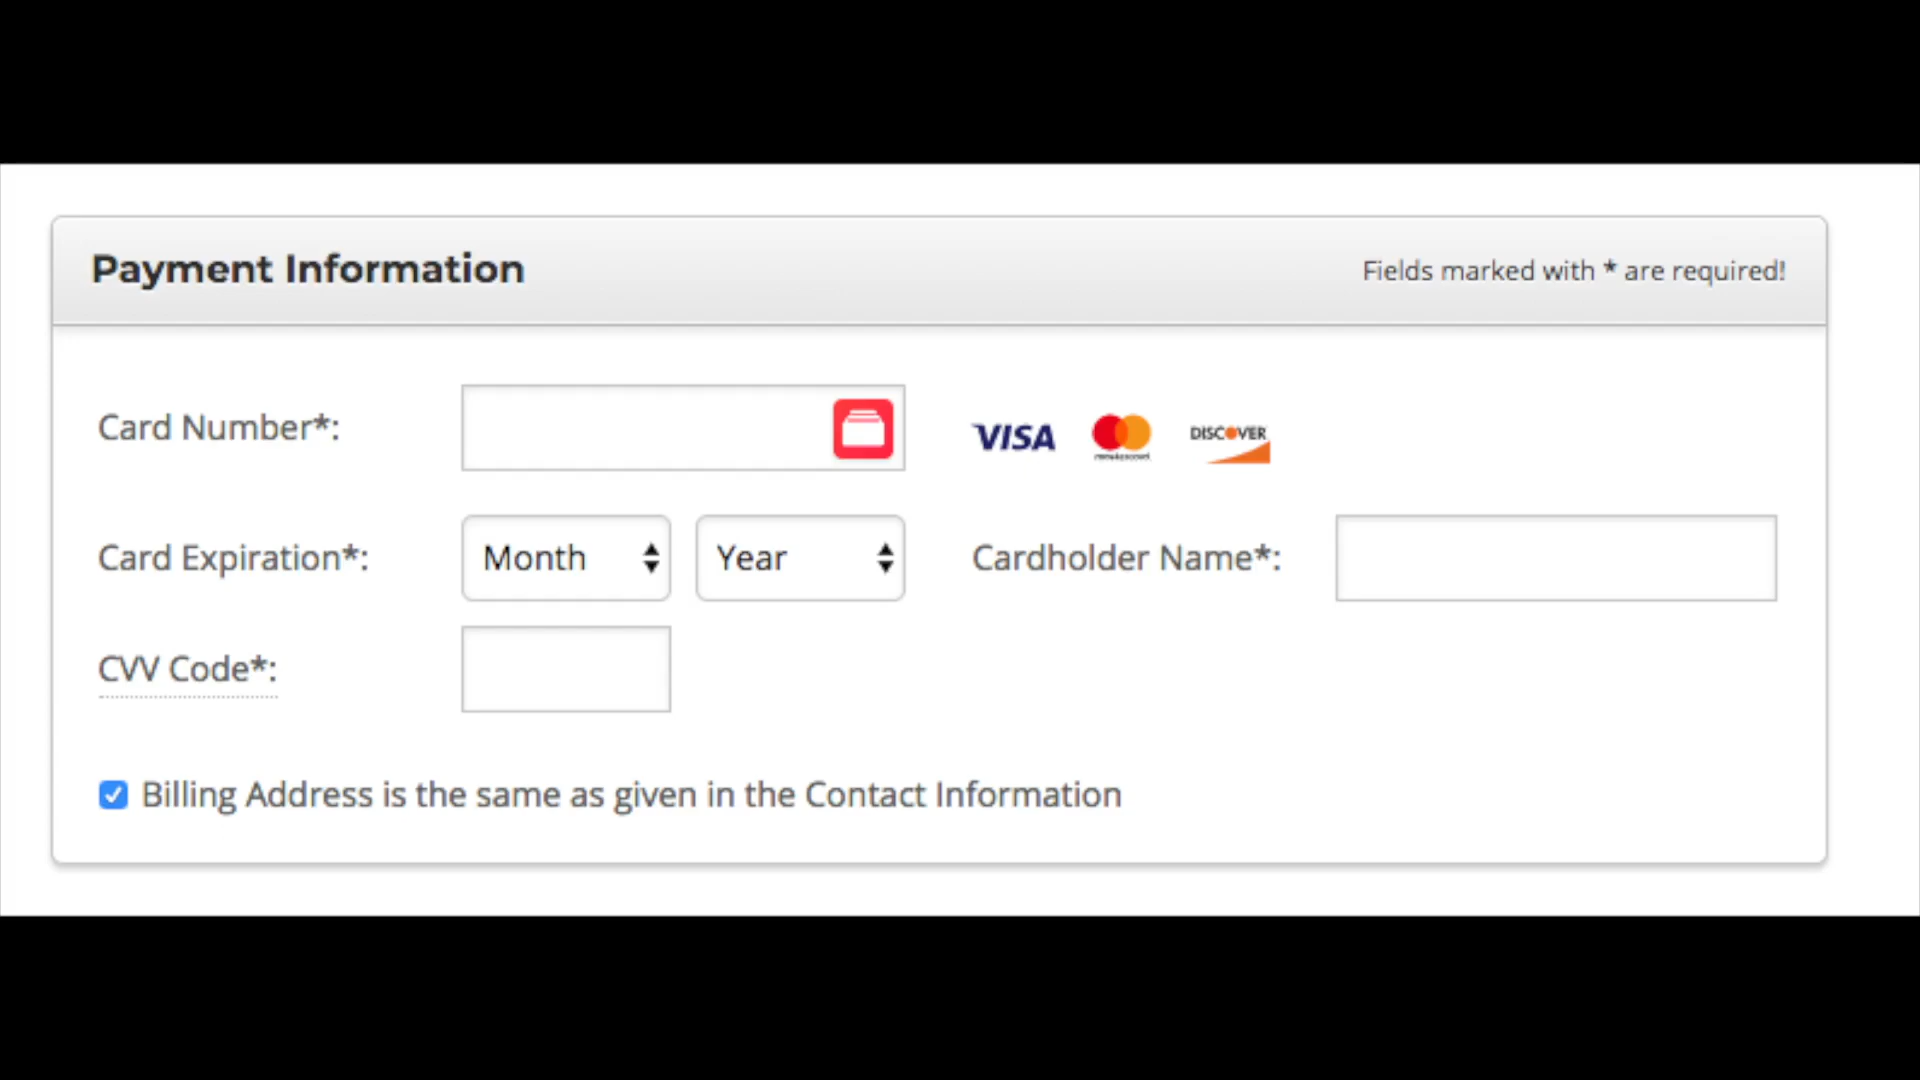 Payment Information
Fields marked with * are required!
Card Number*:
VISA
DISCOVER
Card Expiration*:
Month
Year
Cardholder Name*:
CVV Code*:
Billing Address is the same as given in the Contact Information